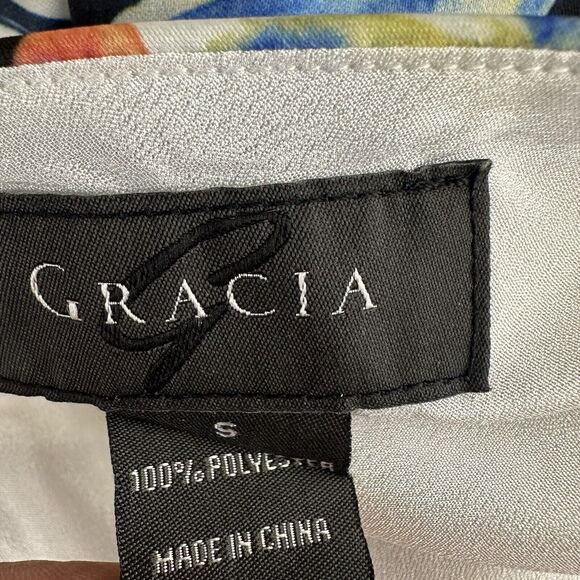 GRACIA
G
S
100% POLYESTER
MADE IN CHINA